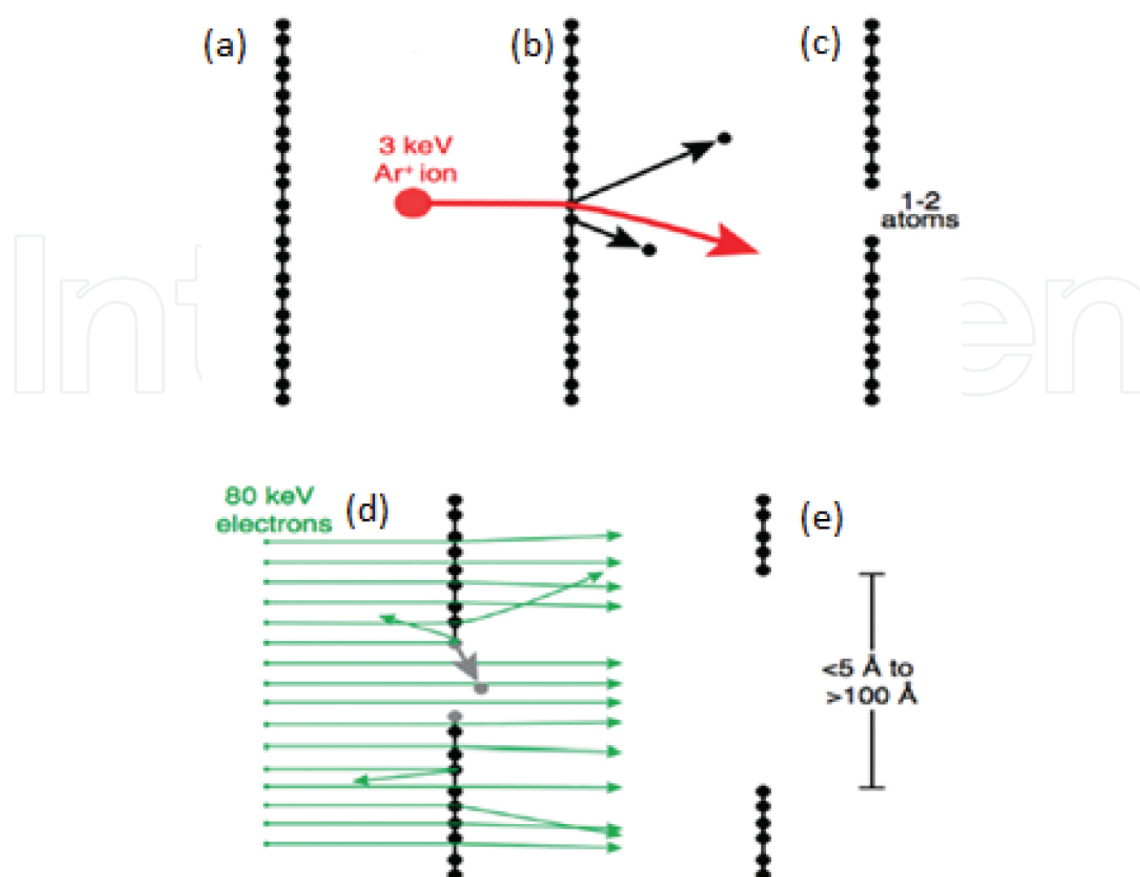 (a)
(b)
(c)
3 keV
Ar⁺ ion
1-2
atoms
80 keV
electrons
(d)
(e)
<5 Å to
>100 Å